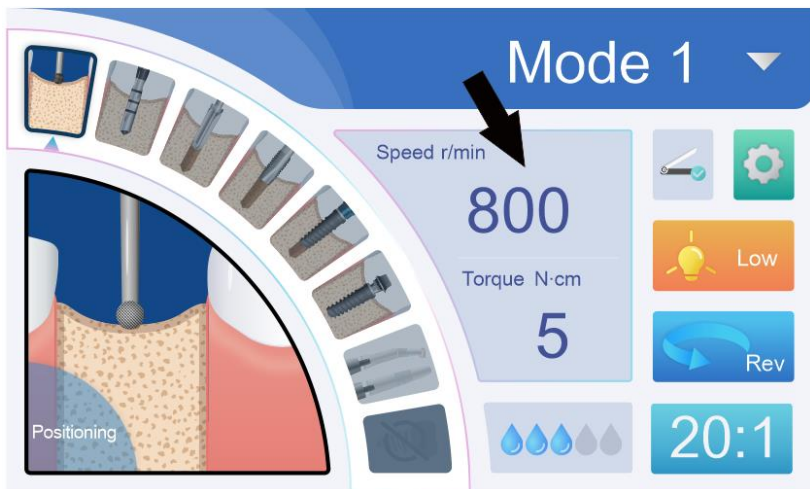 Mode 1
Speed r/min
800
Torque N·cm
5
Low
Rev
Positioning
20:1